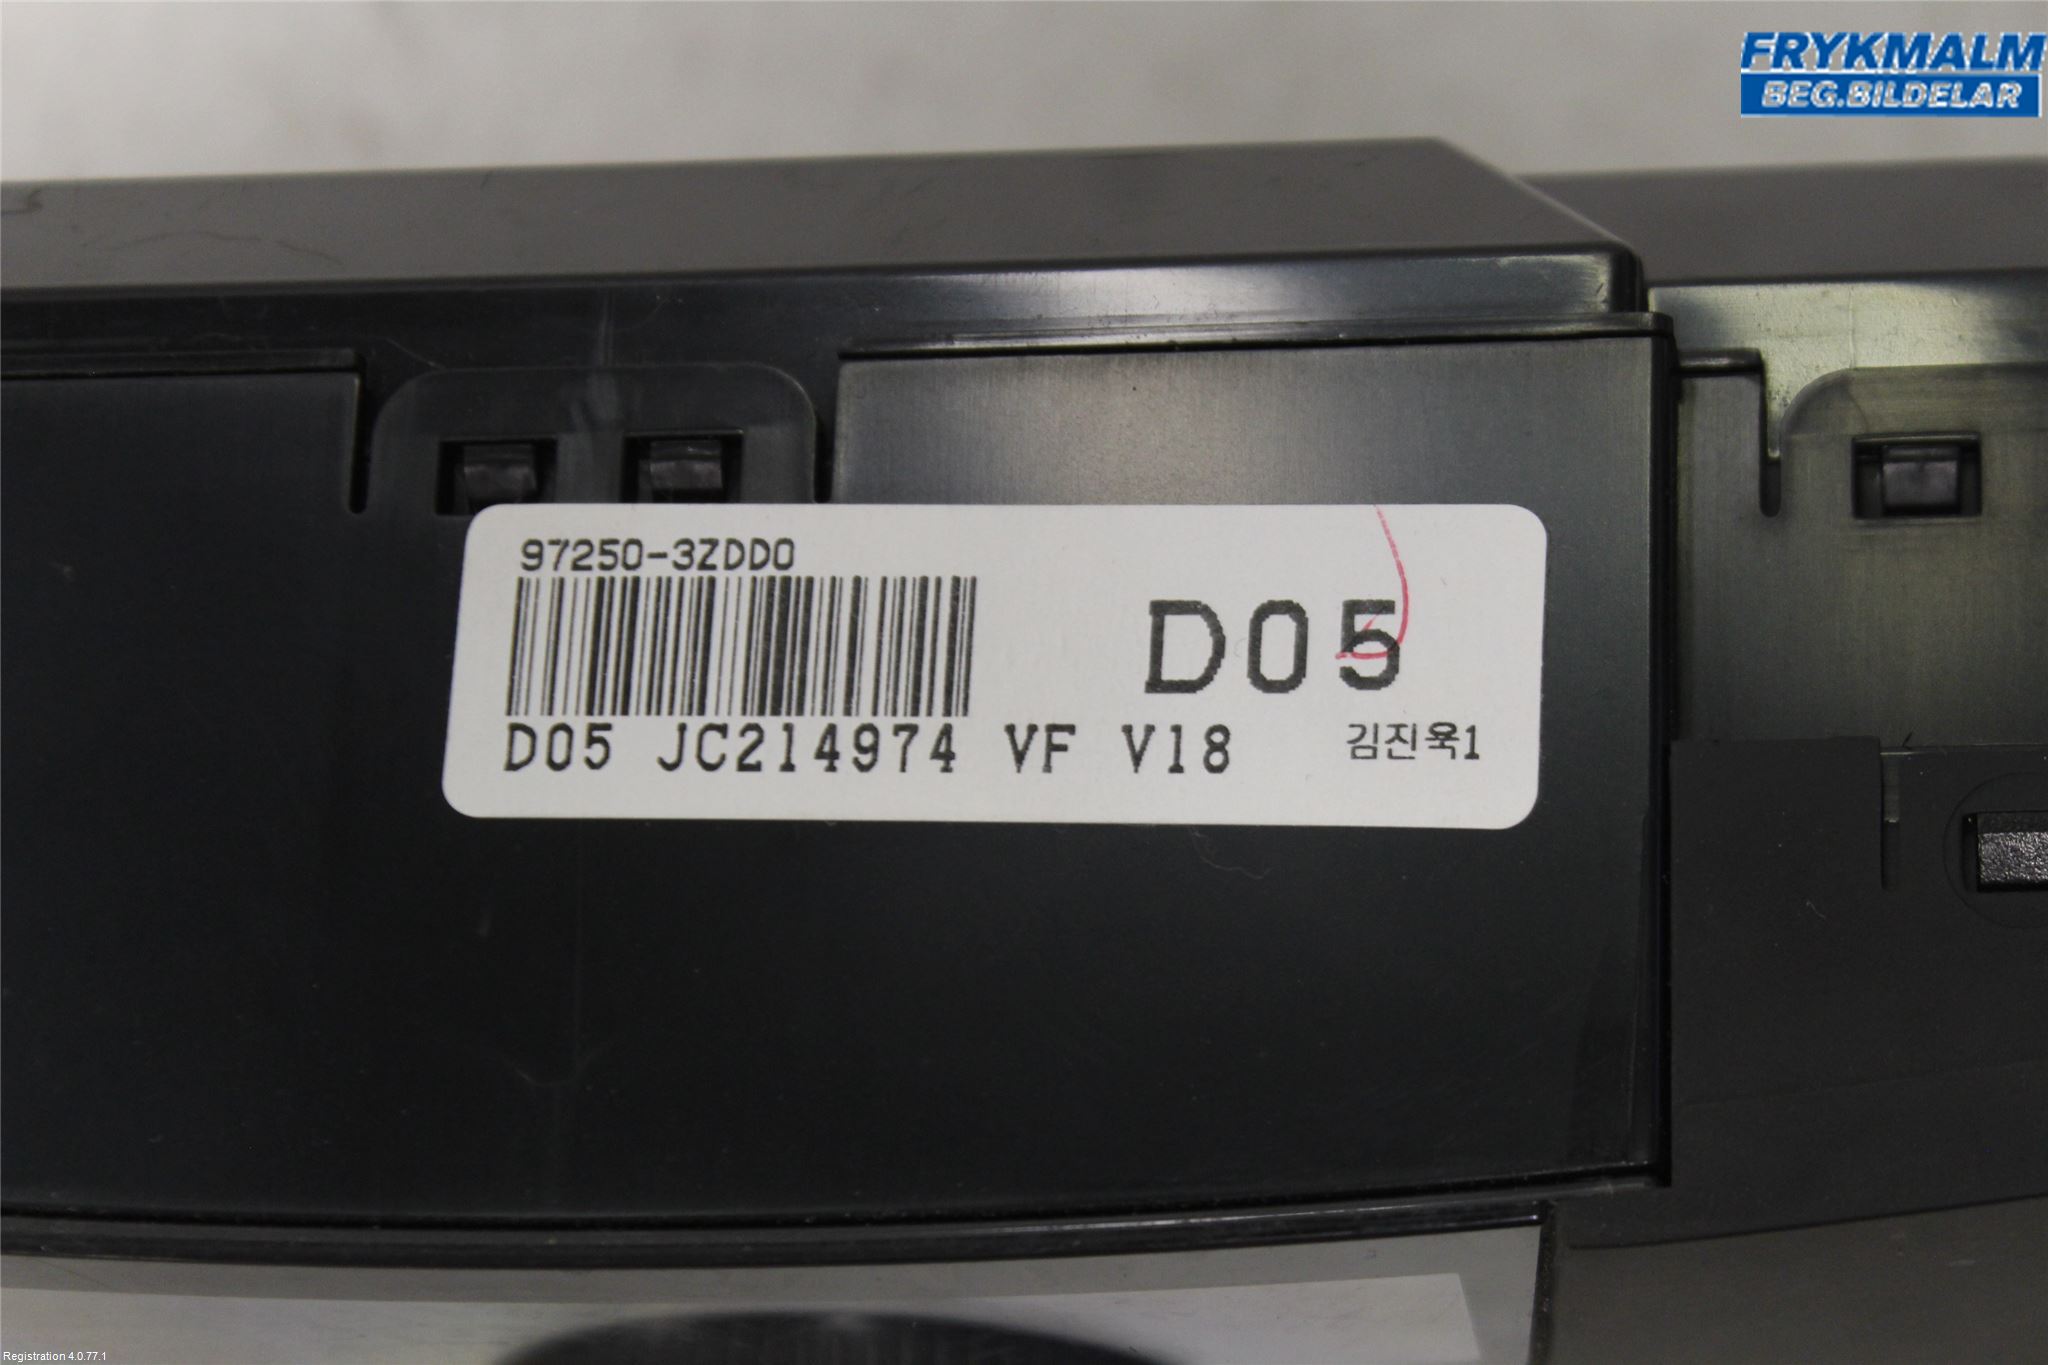 FRYKMALM
BEG.BILDELAR
97250-3ZDD0
D05
D05 JC214974 VF V18 김진욱1
Registration 4.0.77.1